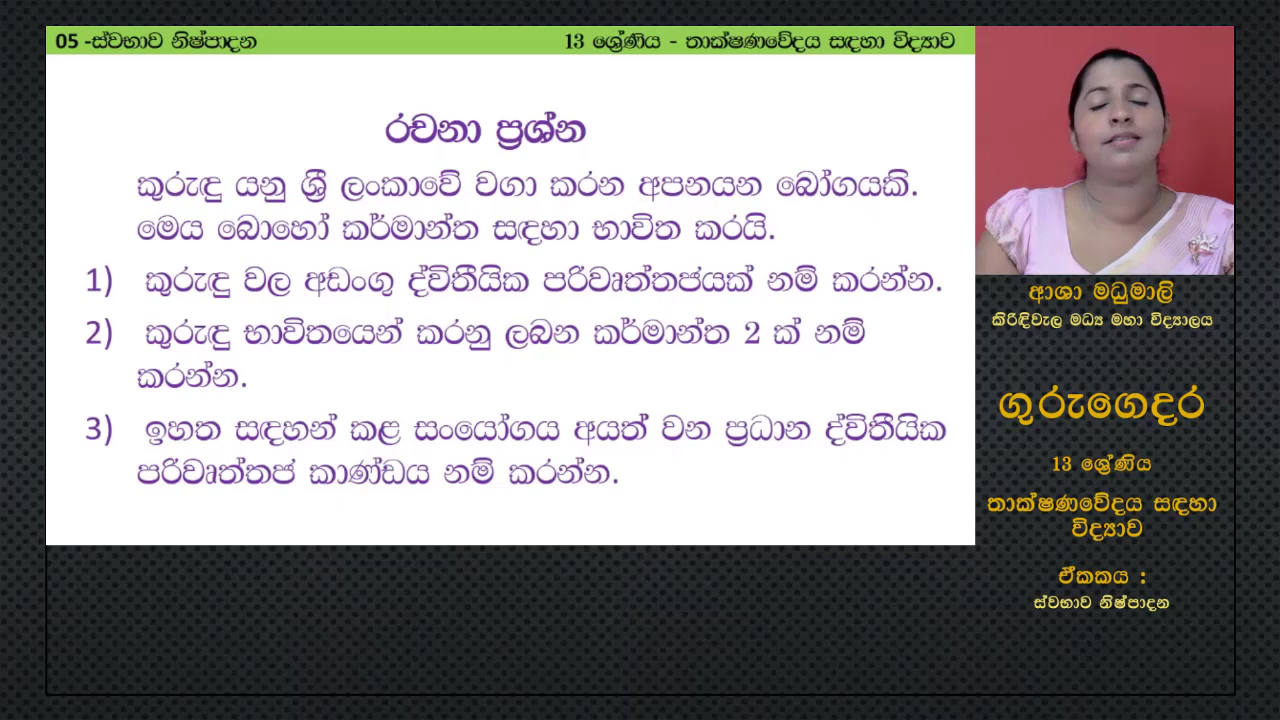 05 -ස්වභාව නිෂ්පාදන
13 ශ්‍රේණිය - තාක්ෂණවේදය සඳහා විද්‍යාව
රචනා ප්‍රශ්න
කුරුඳු යනු ශ්‍රී ලංකාවේ වගා කරන අපනයන බෝගයකි.
මෙය බොහෝ කර්මාන්ත සඳහා භාවිත කරයි.
1) කුරුඳු වල අඩංගු ද්විතීයික පරිවෘත්තජයක් නම් කරන්න.
2) කුරුඳු භාවිතයෙන් කරනු ලබන කර්මාන්ත 2 ක් නම්
කරන්න.
3) ඉහත සඳහන් කළ සංයෝගය අයත් වන ප්‍රධාන ද්විතීයික
පරිවෘත්තජ කාණ්ඩය නම් කරන්න.
ආශා මධුමාලි
කිරිඳිවැල මධ්‍ය මහා විද්‍යාලය
ගුරුගෙදර
13 ශ්‍රේණිය
තාක්ෂණවේදය සඳහා
විද්‍යාව
ඒකකය :
ස්වභාව නිෂ්පාදන